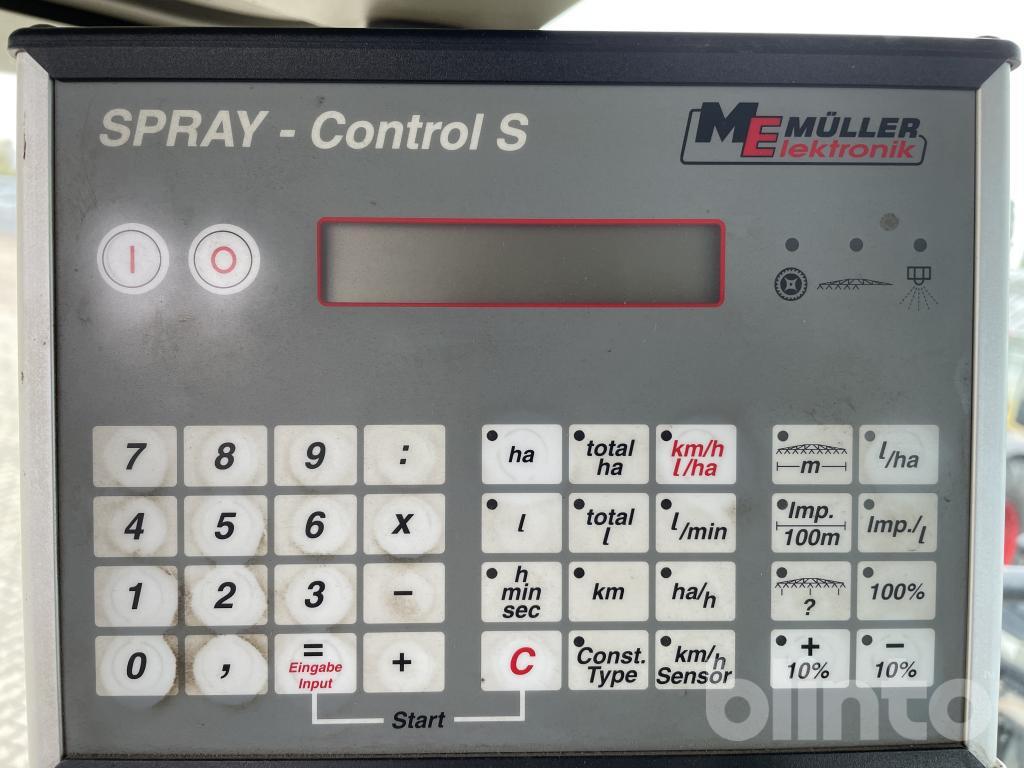 SPRAY - Control S
ME MÜLLER
Elektronik
I O
7 8 9 :
4 5 6 x
1 2 3 -
0 , = +
Eingabe
Input
Start
ha
total
ha
km/h
l/ha
l
total
l
l/min
h
min
sec
km
ha/h
C
Const.
Type
km/h
Sensor
m
l/ha
Imp.
100m
Imp./l
?
100%
+
10%
-
10%
blinto